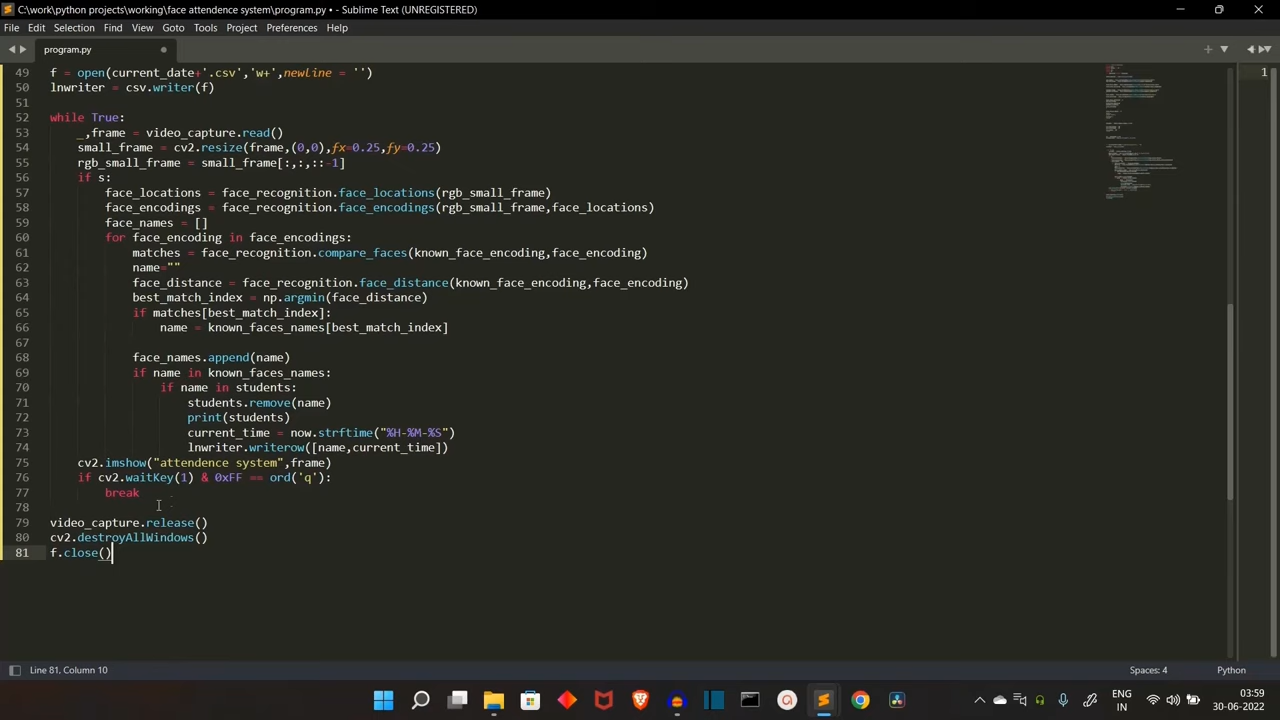 C:\work\python projects\working\face attendence system\program.py • - Sublime Text (UNREGISTERED)
File Edit Selection Find View Goto Tools Project Preferences Help
program.py
49 f = open(current_date+'.csv','w+',newline = '')
50 lnwriter = csv.writer(f)
51
52 while True:
53 _,frame = video_capture.read()
54 small_frame = cv2.resize(frame,(0,0),fx=0.25,fy=0.25)
55 rgb_small_frame = small_frame[:,:,::-1]
56 if s:
57 face_locations = face_recognition.face_locations(rgb_small_frame)
58 face_encodings = face_recognition.face_encodings(rgb_small_frame,face_locations)
59 face_names = []
60 for face_encoding in face_encodings:
61 matches = face_recognition.compare_faces(known_face_encoding,face_encoding)
62 name=""
63 face_distance = face_recognition.face_distance(known_face_encoding,face_encoding)
64 best_match_index = np.argmin(face_distance)
65 if matches[best_match_index]:
66 name = known_faces_names[best_match_index]
67
68 face_names.append(name)
69 if name in known_faces_names:
70 if name in students:
71 students.remove(name)
72 print(students)
73 current_time = now.strftime("%H-%M-%S")
74 lnwriter.writerow([name,current_time])
75 cv2.imshow("attendence system",frame)
76 if cv2.waitKey(1) & 0xFF == ord('q'):
77 break
78
79 video_capture.release()
80 cv2.destroyAllWindows()
81 f.close()
1
Line 81, Column 10 Spaces: 4 Python
ENG
IN
03:59
30-06-2022